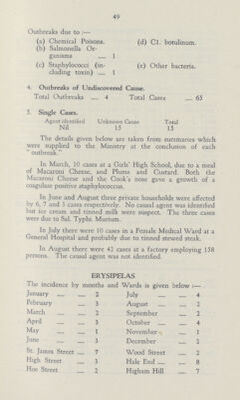 49
Outbreaks due to :—
(a) Chemical Poisons. (d) C1. botulinum.
(b) Salmonella Or-
ganisms — 1
(c) Staphylococci (in- (e) Other bacteria.
cluding toxin) — 1
4. Outbreaks of Undiscovered Cause.
Total Outbreaks — 4 Total Cases — 65
5. Single Cases.
Agent identified Unknown Cause Total
Nil 15 15
The details given below are taken from summaries which
were supplied to the Ministry at the conclusion of each
"outbreak."
In March, 10 cases at a Girls' High School, due to a meal
of Macaroni Cheese, and Plums and Custard. Both the
Macaroni Cheese and the Cook's nose gave a growth of a
coagulase positive staphylococcus.
In June and August three private households were affected
by 6, 7 and 3 cases respectively. No causal agent was identified
but ice cream and tinned milk were suspect. The three cases
were due to Sal. Typhi. Murium.
In July there were 10 cases in a Female Medical Ward at a
General Hospital and probably due to tinned stewed steak.
In August there were 42 cases at a factory employing 138
persons. The causal agent was not identified.
ERYSIPELAS
The incidence by months and Wards is given below :—
January — — 2 July — — 4
February — — 3 August — — 2
March — — 2 September — 2
April — — 3 October — — 4
May — — 1 November — 1
June — — 3 December — 2
St. James Street — 7 Wood Street — 2
High Street — 3 Hale End — — 8
Hoe Street — 2 Higham Hill — 7